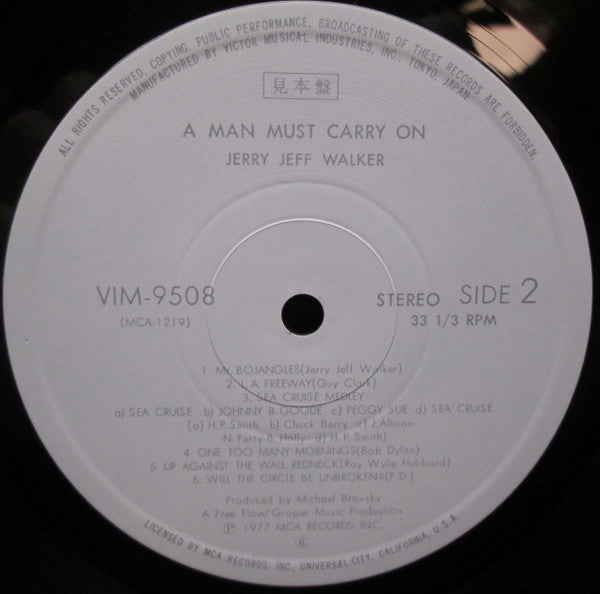 ALL RIGHTS RESERVED. COPYING, PUBLIC PERFORMANCE, BROADCASTING OF THESE RECORDS ARE FORBIDDEN.
MANUFACTURED BY VICTOR MUSICAL INDUSTRIES, INC., TOKYO, JAPAN
見本盤
A MAN MUST CARRY ON
JERRY JEFF WALKER
VIM-9508
(MCA-1219)
STEREO SIDE 2
33 1/3 RPM
1. Mr. BOJANGLES(Jerry Jeff Walker)
2. L. A. FREEWAY(Guy Clark)
3. SEA CRUISE MEDLEY
a) SEA CRUISE b) JOHNNY B. GOODE c) PEGGY SUE d) SEA CRUISE
(a) H. P. Smith b) Chuck Berry c) J. Allison-
N. Petty-B. Holly d) H. P. Smith)
4. ONE TOO MANY MORNINGS(Bob Dylan)
5. UP AGAINST THE WALL REDNECK(Ray Wylie Hubbard)
6. WILL THE CIRCLE BE UNBROKEN?(P.D.)
Produced by Michael Brovsky
A Free Flow/Groper Music Production
Ⓟ 1977 MCA RECORDS, INC.
⑥
LICENSED BY MCA RECORDS, INC., UNIVERSAL CITY, CALIFORNIA, U.S.A.